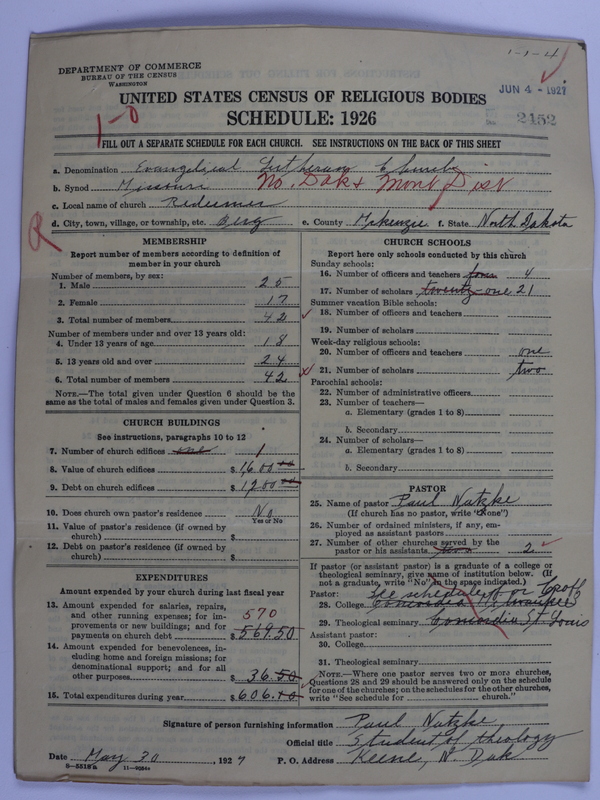 1-1-4
DEPARTMENT OF COMMERCE
BUREAU OF THE CENSUS
WASHINGTON
JUN 4 - 1927
UNITED STATES CENSUS OF RELIGIOUS BODIES
SCHEDULE: 1926
2452
1-0
FILL OUT A SEPARATE SCHEDULE FOR EACH CHURCH. SEE INSTRUCTIONS ON THE BACK OF THIS SHEET
a. Denomination Evangelical Lutheran Church
b. Synod Missouri No. Dak & Mont Dist
c. Local name of church Redeemer
d. City, town, village, or township, etc. Berg e. County McKenzie f. State North Dakota
MEMBERSHIP
Report number of members according to definition of
member in your church
Number of members, by sex:
1. Male 25
2. Female 17
3. Total number of members 42
Number of members under and over 13 years old:
4. Under 13 years of age 18
5. 13 years old and over 24
6. Total number of members 42
NOTE.—The total given under Question 6 should be the
same as the total of males and females given under Question 3.
CHURCH BUILDINGS
See instructions, paragraphs 10 to 12
7. Number of church edifices one 1
8. Value of church edifices $ 1,600 00
9. Debt on church edifices $ 1,200 00
10. Does church own pastor's residence No
Yes or No
11. Value of pastor's residence (if owned by
church) $
12. Debt on pastor's residence (if owned by
church) $
EXPENDITURES
Amount expended by your church during last fiscal year
13. Amount expended for salaries, repairs,
and other running expenses; for im-
provements or new buildings; and for
payments on church debt $ 569.50
570
14. Amount expended for benevolences, in-
cluding home and foreign missions; for
denominational support; and for all
other purposes $ 36.50
15. Total expenditures during year $ 606.
CHURCH SCHOOLS
Report here only schools conducted by this church
Sunday schools:
16. Number of officers and teachers four 4
17. Number of scholars twenty-one 21
Summer vacation Bible schools:
18. Number of officers and teachers
19. Number of scholars
Week-day religious schools:
20. Number of officers and teachers one
21. Number of scholars two
Parochial schools:
22. Number of administrative officers
23. Number of teachers—
a. Elementary (grades 1 to 8)
b. Secondary
24. Number of scholars—
a. Elementary (grades 1 to 8)
b. Secondary
PASTOR
25. Name of pastor Paul Natzke
(If church has no pastor, write "None")
26. Number of ordained ministers, if any, em-
ployed as assistant pastors
27. Number of other churches served by the
pastor or his assistants two 2
If pastor (or assistant pastor) is a graduate of a college or
theological seminary, give name of institution below. (If
not a graduate, write "No" in the space indicated.)
Pastor: See schedule for
28. College Concordia Milwaukee
29. Theological seminary Concordia St. Louis
Assistant pastor:
30. College
31. Theological seminary
NOTE.—Where one pastor serves two or more churches,
Questions 28 and 29 should be answered only on the schedule
for one of the churches; on the schedules for the other churches,
write "See schedule for church."
Signature of person furnishing information Paul Natzke
Official title Student of theology
Date May 30, 1927 P. O. Address Keene, N. Dak